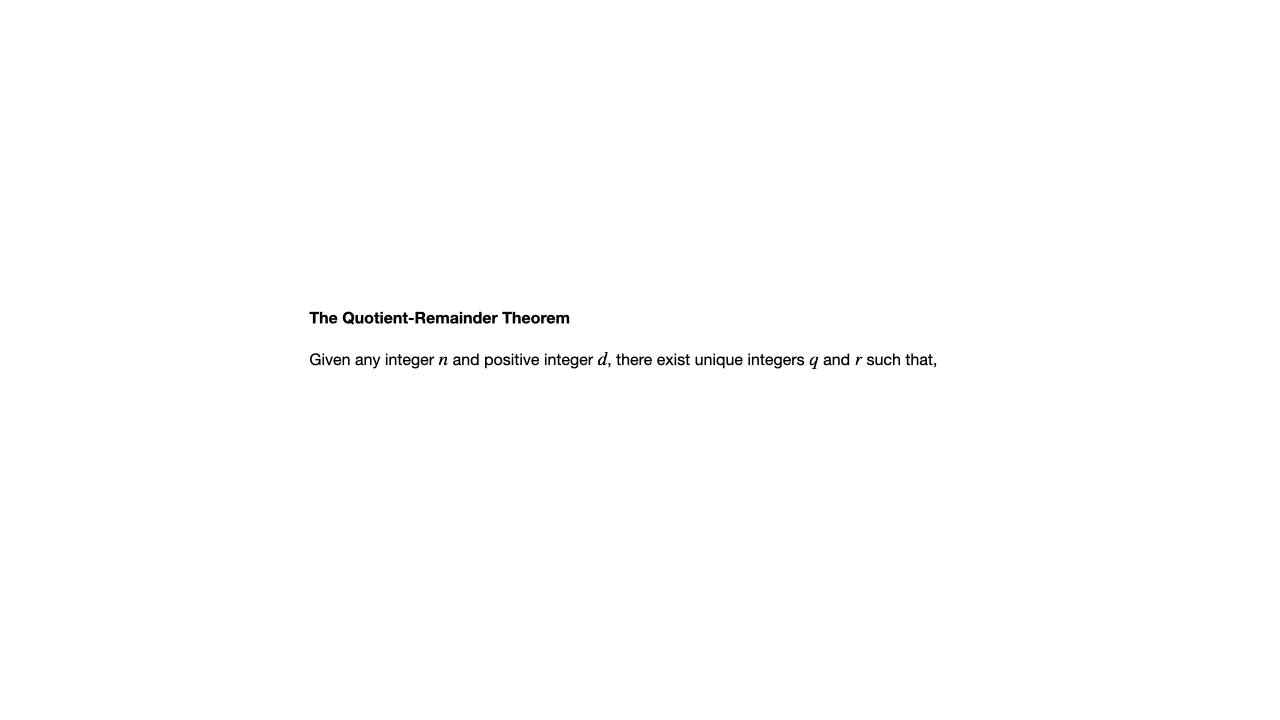 The Quotient-Remainder Theorem
Given any integer n and positive integer d, there exist unique integers q and r such that,